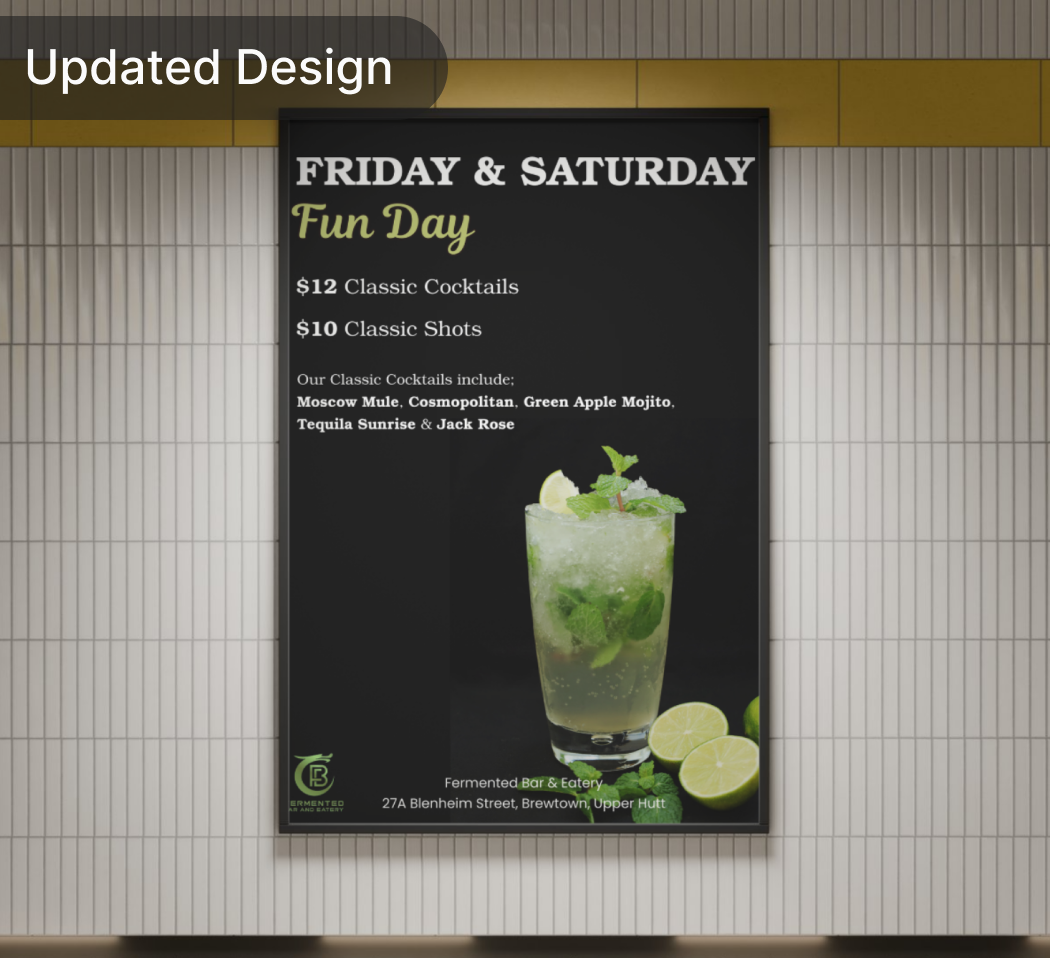 Updated Design
FRIDAY & SATURDAY
Fun Day
$12 Classic Cocktails
$10 Classic Shots
Our Classic Cocktails include;
Moscow Mule, Cosmopolitan, Green Apple Mojito,
Tequila Sunrise & Jack Rose
Fermented Bar & Eatery
27A Blenheim Street, Brewtown, Upper Hutt
ERMENTED
AR AND EATERY